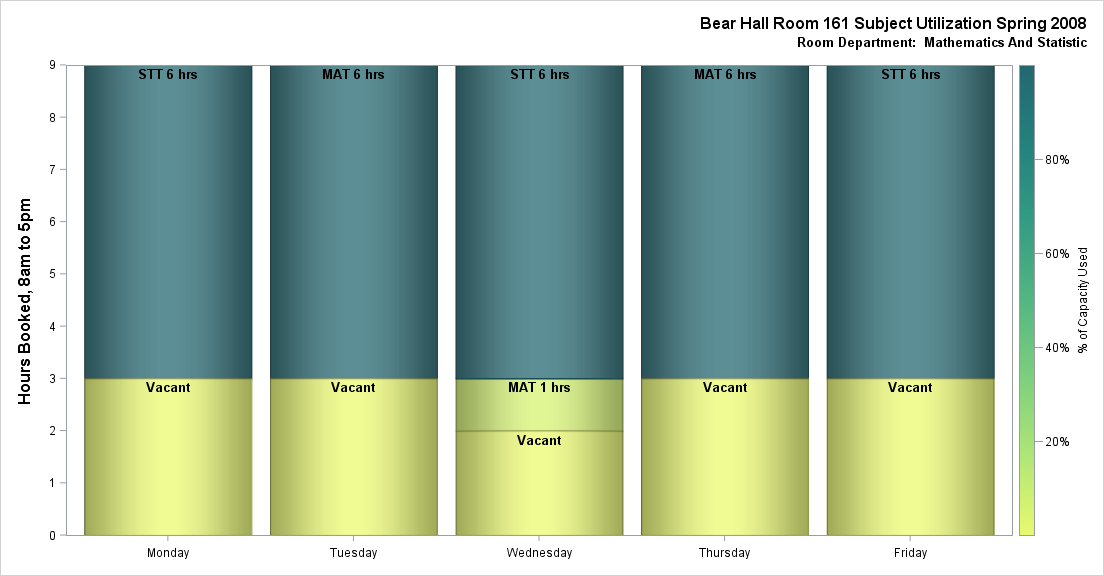 Bear Hall Room 161 Subject Utilization Spring 2008
Room Department:  Mathematics And Statistic
Hours Booked, 8am to 5pm
9
8
7
6
5
4
3
2
1
0
STT 6 hrs
MAT 6 hrs
STT 6 hrs
MAT 6 hrs
STT 6 hrs
Vacant
Vacant
MAT 1 hrs
Vacant
Vacant
Vacant
Monday
Tuesday
Wednesday
Thursday
Friday
80%
60%
40%
20%
% of Capacity Used